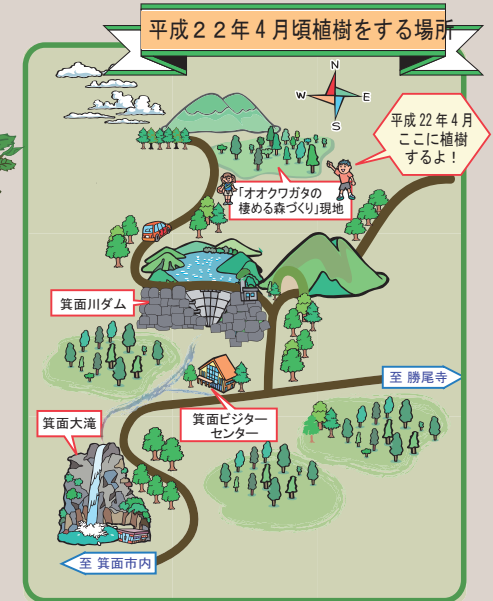 平成22年4月頃植樹をする場所
N
W
E
S
平成22年4月
ここに植樹
するよ！
「オオクワガタの
棲める森づくり」現地
箕面川ダム
至 勝尾寺
箕面ビジター
センター
箕面大滝
至 箕面市内